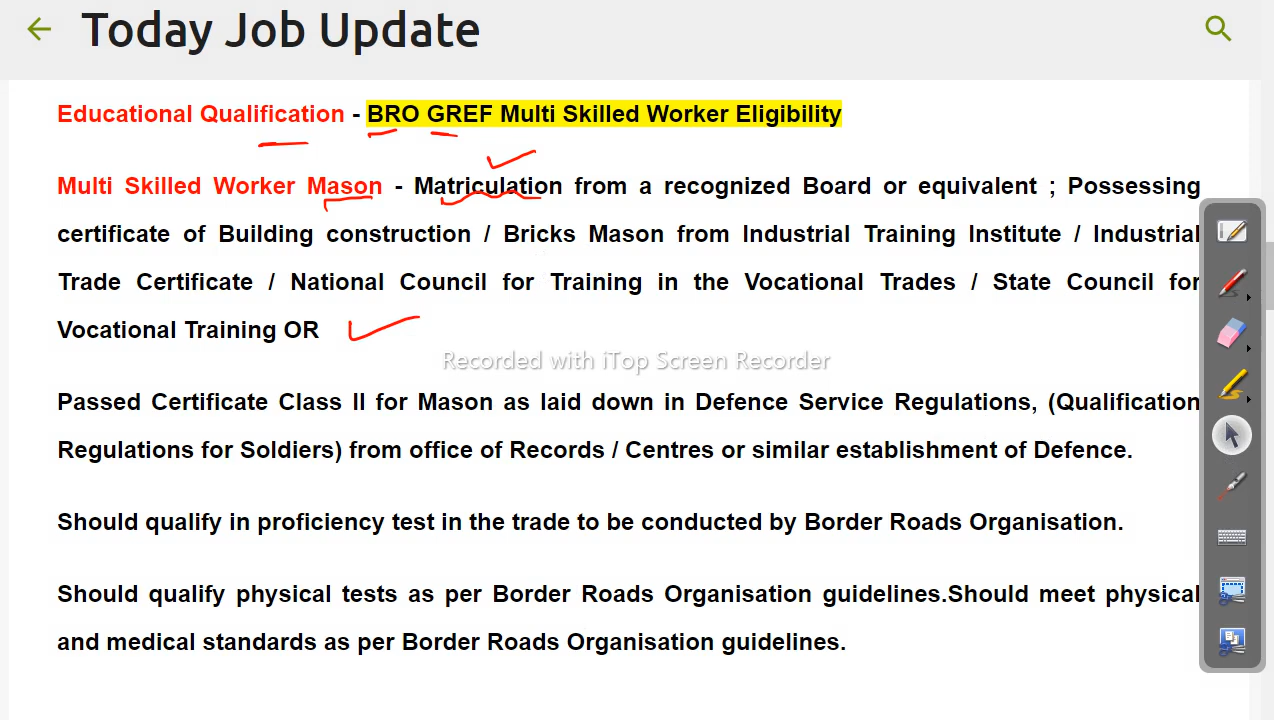 Today Job Update
Educational Qualification - BRO GREF Multi Skilled Worker Eligibility
Multi Skilled Worker Mason - Matriculation from a recognized Board or equivalent ; Possessing
certificate of Building construction / Bricks Mason from Industrial Training Institute / Industrial
Trade Certificate / National Council for Training in the Vocational Trades / State Council for
Vocational Training OR
Recorded with iTop Screen Recorder
Passed Certificate Class II for Mason as laid down in Defence Service Regulations, (Qualification
Regulations for Soldiers) from office of Records / Centres or similar establishment of Defence.
Should qualify in proficiency test in the trade to be conducted by Border Roads Organisation.
Should qualify physical tests as per Border Roads Organisation guidelines.Should meet physical
and medical standards as per Border Roads Organisation guidelines.